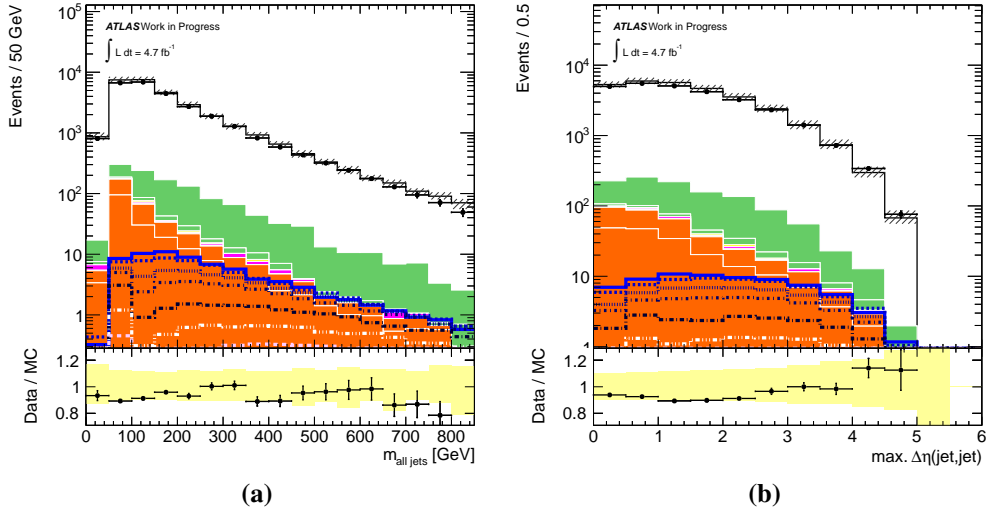 ATLAS Work in Progress
∫ L dt = 4.7 fb⁻¹
Events / 50 GeV
10⁵
10⁴
10³
10²
10
1
Data / MC
1.2
1
0.8
0 100 200 300 400 500 600 700 800
m_all jets [GeV]
(a)
ATLAS Work in Progress
∫ L dt = 4.7 fb⁻¹
Events / 0.5
10⁵
10⁴
10³
10²
10
1
Data / MC
1.2
1
0.8
0 1 2 3 4 5 6
max. Δη(jet,jet)
(b)